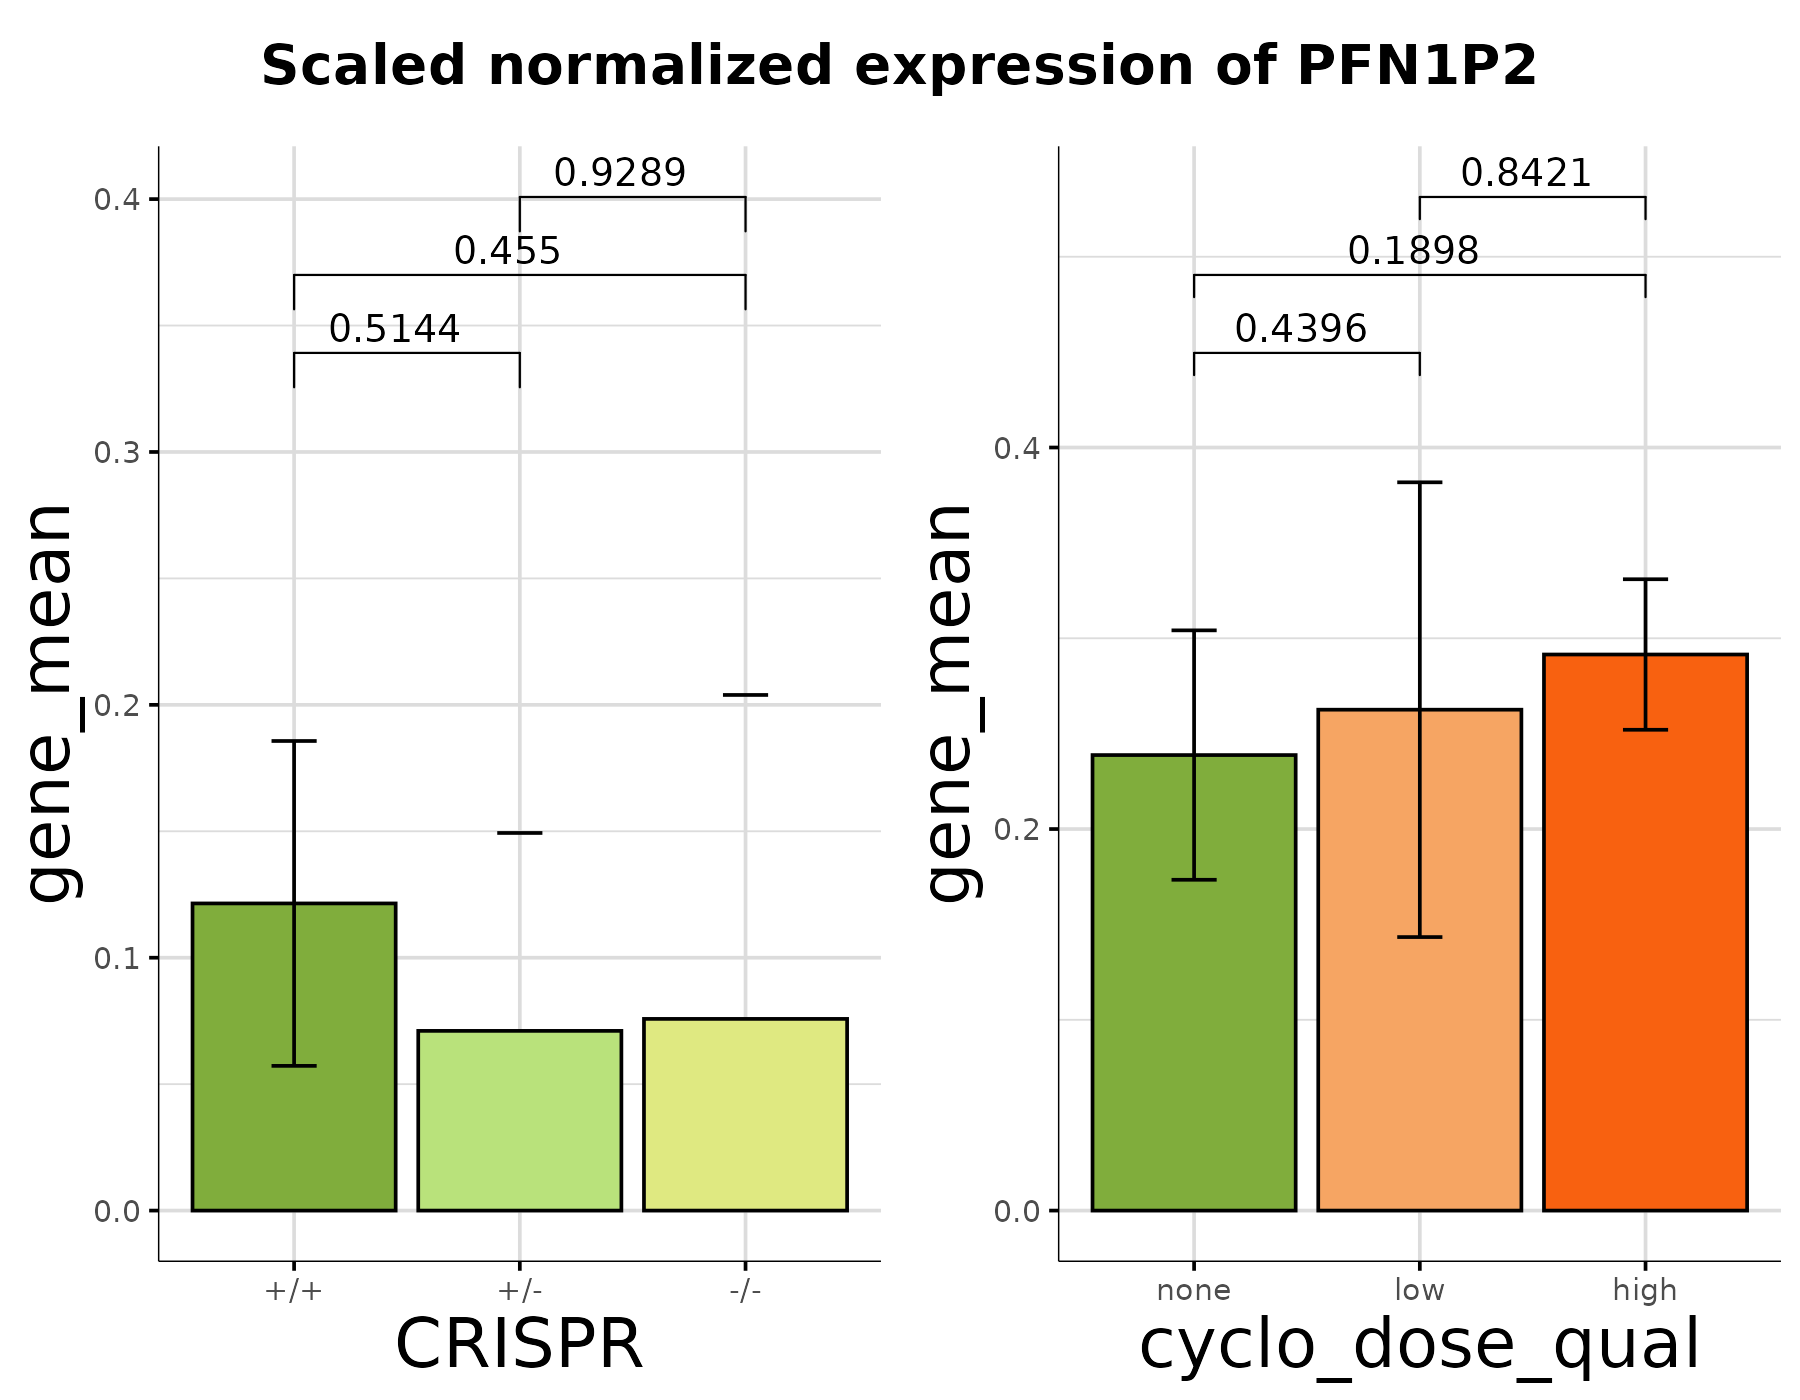 Scaled normalized expression of PFN1P2
gene_mean
0.4
0.3
0.2
0.1
0.0
0.9289
0.455
0.5144
+/+
+/-
-/-
CRISPR
gene_mean
0.4
0.2
0.0
0.8421
0.1898
0.4396
none
low
high
cyclo_dose_qual